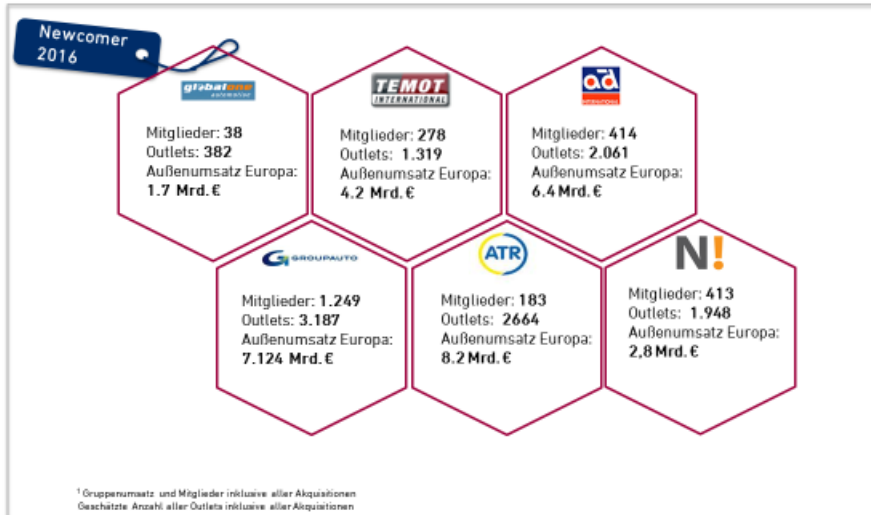 Newcomer
2016
globalone
automotive
Mitglieder: 38
Outlets: 382
Außenumsatz Europa:
1.7 Mrd.€
TEMOT
INTERNATIONAL
Mitglieder: 278
Outlets: 1.319
Außenumsatz Europa:
4.2 Mrd.€
ad
INTERNATIONAL
Mitglieder: 414
Outlets: 2.061
Außenumsatz Europa:
6.4 Mrd.€
GROUPAUTO
Mitglieder: 1.249
Outlets: 3.187
Außenumsatz Europa:
7.124 Mrd.€
ATR
Mitglieder: 183
Outlets: 2664
Außenumsatz Europa:
8.2 Mrd.€
N!
Mitglieder: 413
Outlets: 1.948
Außenumsatz Europa:
2,8 Mrd.€
¹ Gruppenumsatz und Mitglieder inklusive aller Akquisitionen
Geschätzte Anzahl aller Outlets inklusive aller Akquisitionen